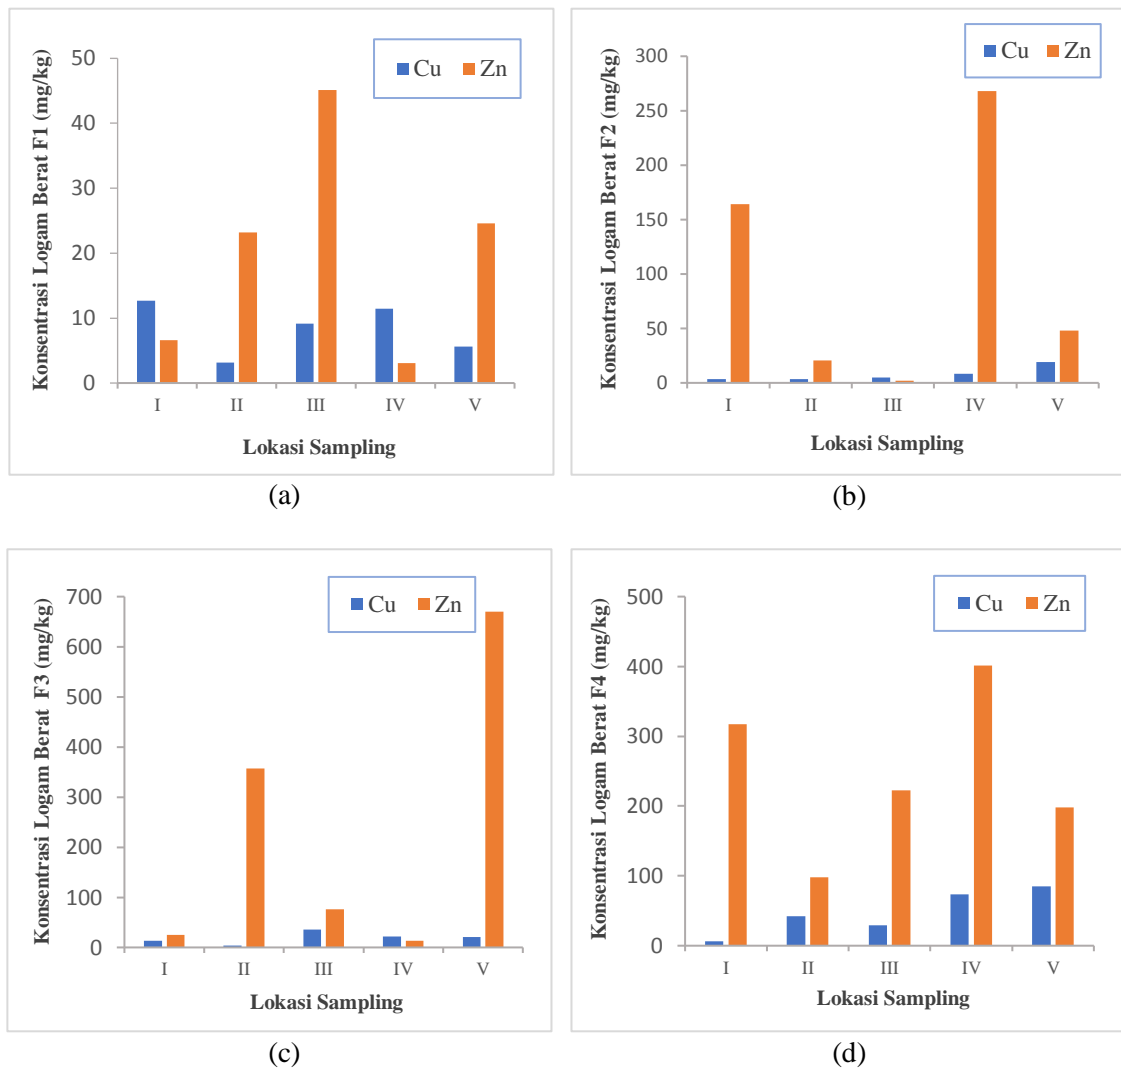 Cu Zn
50
40
30
20
10
0
I II III IV V
Konsentrasi Logam Berat F1 (mg/kg)
Lokasi Sampling
(a)
Cu Zn
300
250
200
150
100
50
0
I II III IV V
Konsentrasi Logam Berat F2 (mg/kg)
Lokasi Sampling
(b)
Cu Zn
700
600
500
400
300
200
100
0
I II III IV V
Konsentrasi Logam Berat F3 (mg/kg)
Lokasi Sampling
(c)
Cu Zn
500
400
300
200
100
0
I II III IV V
Konsentrasi Logam Berat F4 (mg/kg)
Lokasi Sampling
(d)